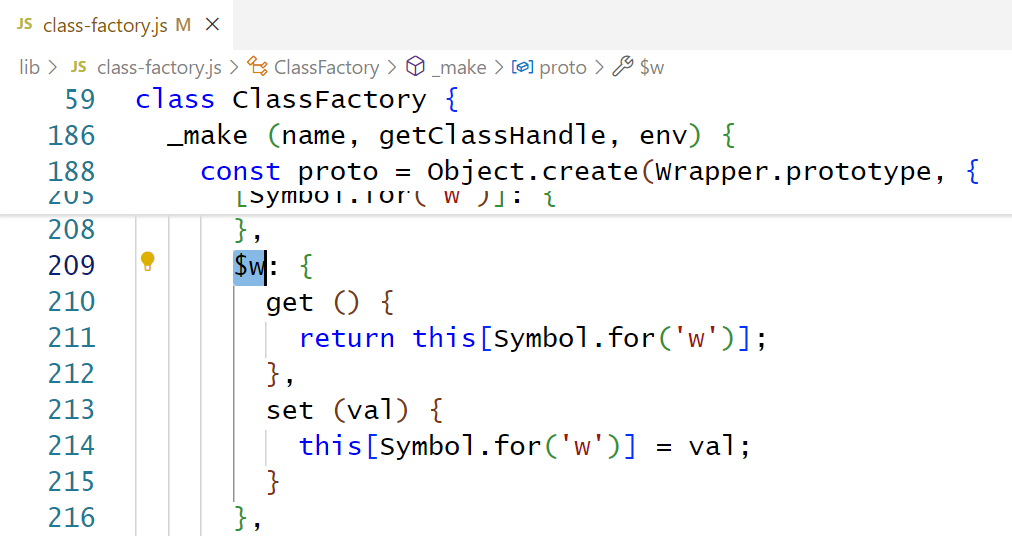 JS class-factory.js M ×
lib > JS class-factory.js > ClassFactory > _make > proto > $w
59 class ClassFactory {
186 _make (name, getClassHandle, env) {
188 const proto = Object.create(Wrapper.prototype, {
205 [Symbol.for('w')]: {
208 },
209 $w: {
210 get () {
211 return this[Symbol.for('w')];
212 },
213 set (val) {
214 this[Symbol.for('w')] = val;
215 }
216 },